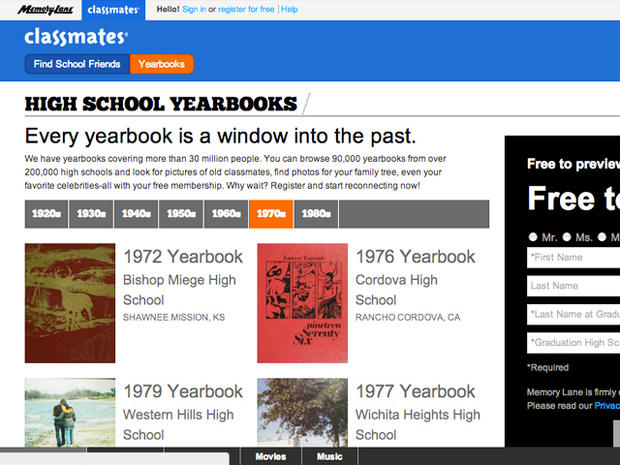 Memory Lane classmates® Hello! Sign in or register for free | Help
classmates®
Find School Friends Yearbooks
HIGH SCHOOL YEARBOOKS
Every yearbook is a window into the past.
We have yearbooks covering more than 30 million people. You can browse 90,000 yearbooks from over
200,000 high schools and look for pictures of old classmates, find photos for your family tree, even your
favorite celebrities-all with your free membership. Why wait? Register and start reconnecting now!
1920s 1930s 1940s 1950s 1960s 1970s 1980s
1972 Yearbook
Bishop Miege High
School
SHAWNEE MISSION, KS
Lancer Legends
nineteen
Seventy
Six
1976 Yearbook
Cordova High
School
RANCHO CORDOVA, CA
1979 Yearbook
Western Hills High
School
1977 Yearbook
Wichita Heights High
School
Free to preview
Free to
Mr. Ms. M
*First Name
Last Name
*Last Name at Gradu
*Graduation High Sc
*Required
Memory Lane is firmly
Please read our Privac
Movies Music